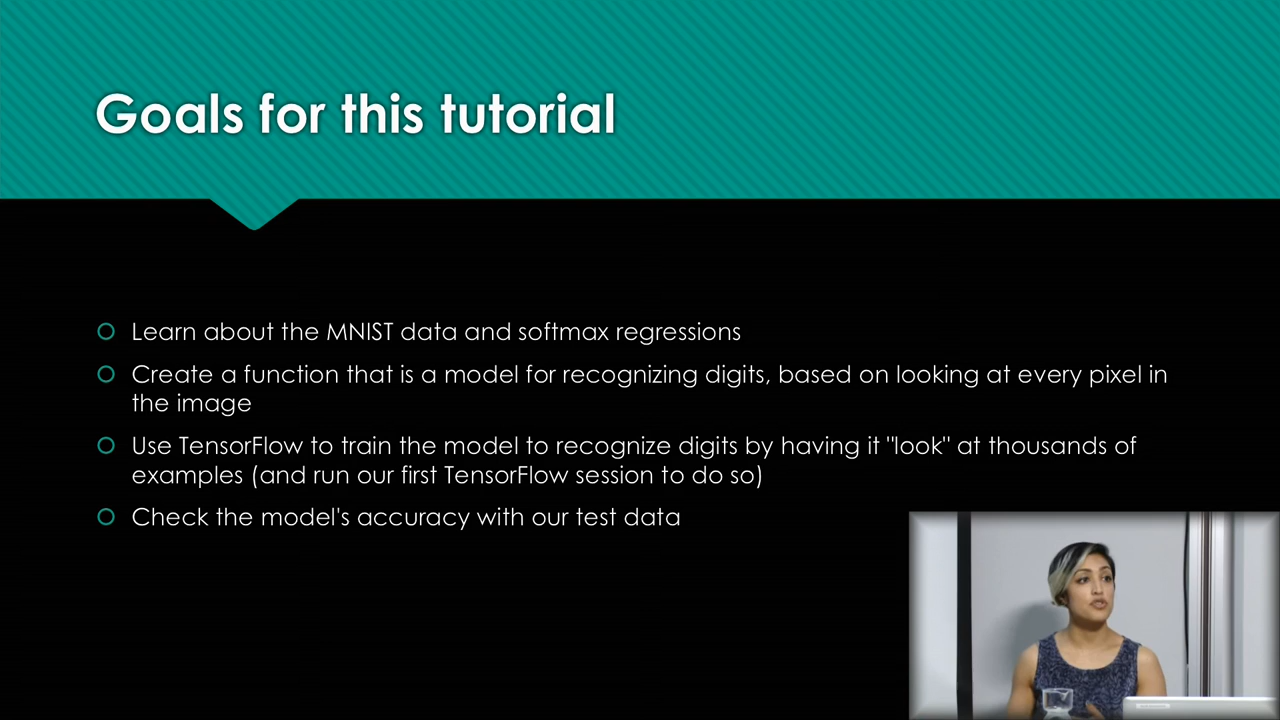 Goals for this tutorial
Learn about the MNIST data and softmax regressions
Create a function that is a model for recognizing digits, based on looking at every pixel in
the image
Use TensorFlow to train the model to recognize digits by having it "look" at thousands of
examples (and run our first TensorFlow session to do so)
Check the model's accuracy with our test data